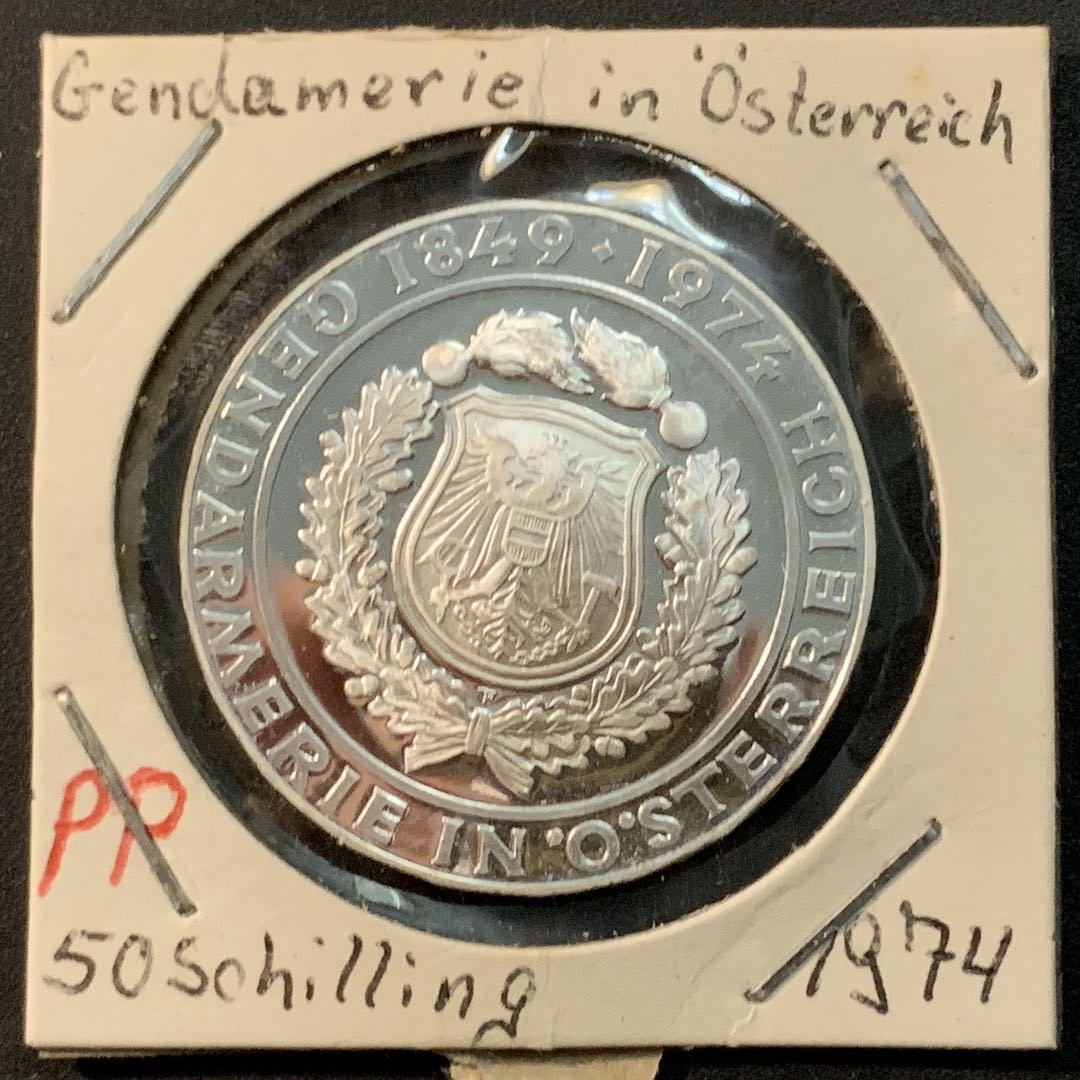 Gendamerie in Österreich
GENDARMERIE IN ÖSTERREICH
1849 · 1974
PP
50 Schilling
1974